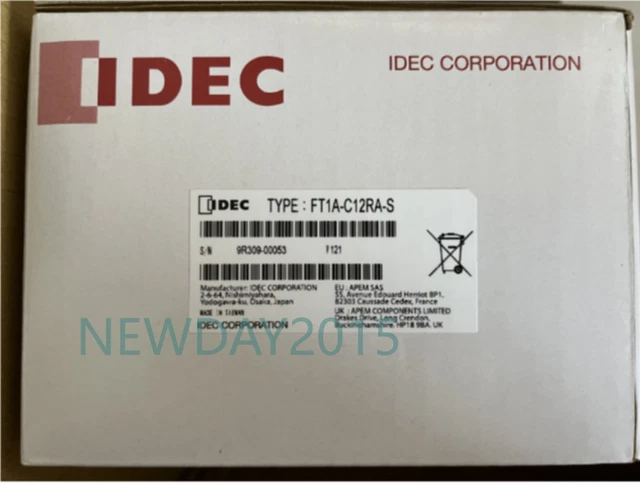 IDEC
IDEC CORPORATION
IDEC TYPE : FT1A-C12RA-S
S/N 9R309-00053 F121
Manufacturer: IDEC CORPORATION
2-6-64, Nishimiyahara,
Yodogawa-ku, Osaka, Japan
MADE IN TAIWAN
IDEC CORPORATION
EU : APEM SAS
55, Avenue Edouard Herriot BP1,
82303 Caussade Cedex, France
UK : APEM COMPONENTS LIMITED
Drakes Drive, Long Crendon,
Buckinghamshire, HP18 9BA, UK
NEWDAY2015